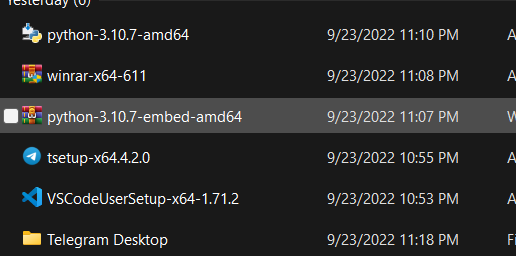 Yesterday (6)
python-3.10.7-amd64 9/23/2022 11:10 PM A
winrar-x64-611 9/23/2022 11:08 PM A
python-3.10.7-embed-amd64 9/23/2022 11:07 PM W
tsetup-x64.4.2.0 9/23/2022 10:55 PM A
VSCodeUserSetup-x64-1.71.2 9/23/2022 10:53 PM A
Telegram Desktop 9/23/2022 11:18 PM Fi